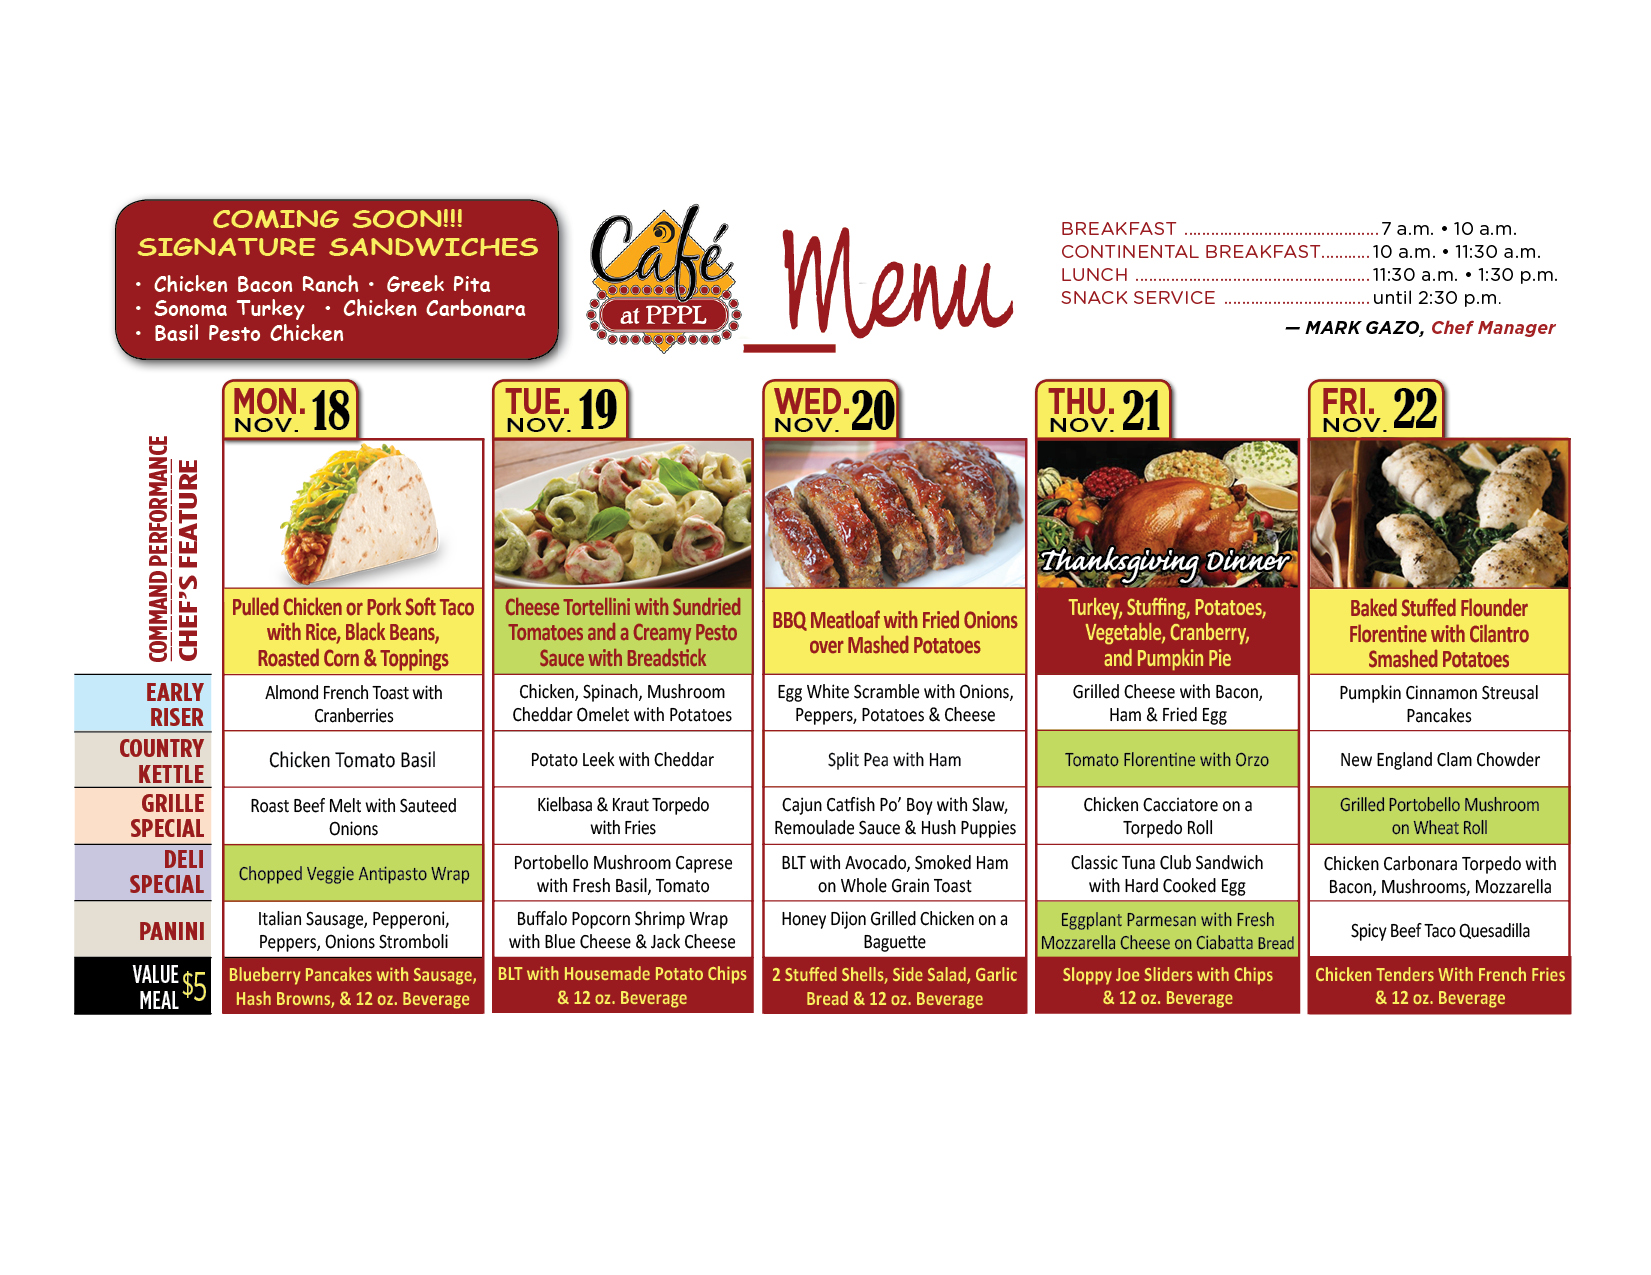 COMING SOON!!!
SIGNATURE SANDWICHES
• Chicken Bacon Ranch • Greek Pita
• Sonoma Turkey • Chicken Carbonara
• Basil Pesto Chicken
Café
at PPPL
Menu
BREAKFAST ........................................... 7 a.m. • 10 a.m.
CONTINENTAL BREAKFAST........... 10 a.m. • 11:30 a.m.
LUNCH .................................................... 11:30 a.m. • 1:30 p.m.
SNACK SERVICE ................................ until 2:30 p.m.
— MARK GAZO, Chef Manager
MON. 18
NOV.
TUE. 19
NOV.
WED. 20
NOV.
THU. 21
NOV.
FRI. 22
NOV.
COMMAND PERFORMANCE
CHEF'S FEATURE
Thanksgiving Dinner
Pulled Chicken or Pork Soft Taco
with Rice, Black Beans,
Roasted Corn & Toppings
Cheese Tortellini with Sundried
Tomatoes and a Creamy Pesto
Sauce with Breadstick
BBQ Meatloaf with Fried Onions
over Mashed Potatoes
Turkey, Stuffing, Potatoes,
Vegetable, Cranberry,
and Pumpkin Pie
Baked Stuffed Flounder
Florentine with Cilantro
Smashed Potatoes
EARLY
RISER
Almond French Toast with
Cranberries
Chicken, Spinach, Mushroom
Cheddar Omelet with Potatoes
Egg White Scramble with Onions,
Peppers, Potatoes & Cheese
Grilled Cheese with Bacon,
Ham & Fried Egg
Pumpkin Cinnamon Streusal
Pancakes
COUNTRY
KETTLE
Chicken Tomato Basil
Potato Leek with Cheddar
Split Pea with Ham
Tomato Florentine with Orzo
New England Clam Chowder
GRILLE
SPECIAL
Roast Beef Melt with Sauteed
Onions
Kielbasa & Kraut Torpedo
with Fries
Cajun Catfish Po' Boy with Slaw,
Remoulade Sauce & Hush Puppies
Chicken Cacciatore on a
Torpedo Roll
Grilled Portobello Mushroom
on Wheat Roll
DELI
SPECIAL
Chopped Veggie Antipasto Wrap
Portobello Mushroom Caprese
with Fresh Basil, Tomato
BLT with Avocado, Smoked Ham
on Whole Grain Toast
Classic Tuna Club Sandwich
with Hard Cooked Egg
Chicken Carbonara Torpedo with
Bacon, Mushrooms, Mozzarella
PANINI
Italian Sausage, Pepperoni,
Peppers, Onions Stromboli
Buffalo Popcorn Shrimp Wrap
with Blue Cheese & Jack Cheese
Honey Dijon Grilled Chicken on a
Baguette
Eggplant Parmesan with Fresh
Mozzarella Cheese on Ciabatta Bread
Spicy Beef Taco Quesadilla
VALUE
MEAL $5
Blueberry Pancakes with Sausage,
Hash Browns, & 12 oz. Beverage
BLT with Housemade Potato Chips
& 12 oz. Beverage
2 Stuffed Shells, Side Salad, Garlic
Bread & 12 oz. Beverage
Sloppy Joe Sliders with Chips
& 12 oz. Beverage
Chicken Tenders With French Fries
& 12 oz. Beverage